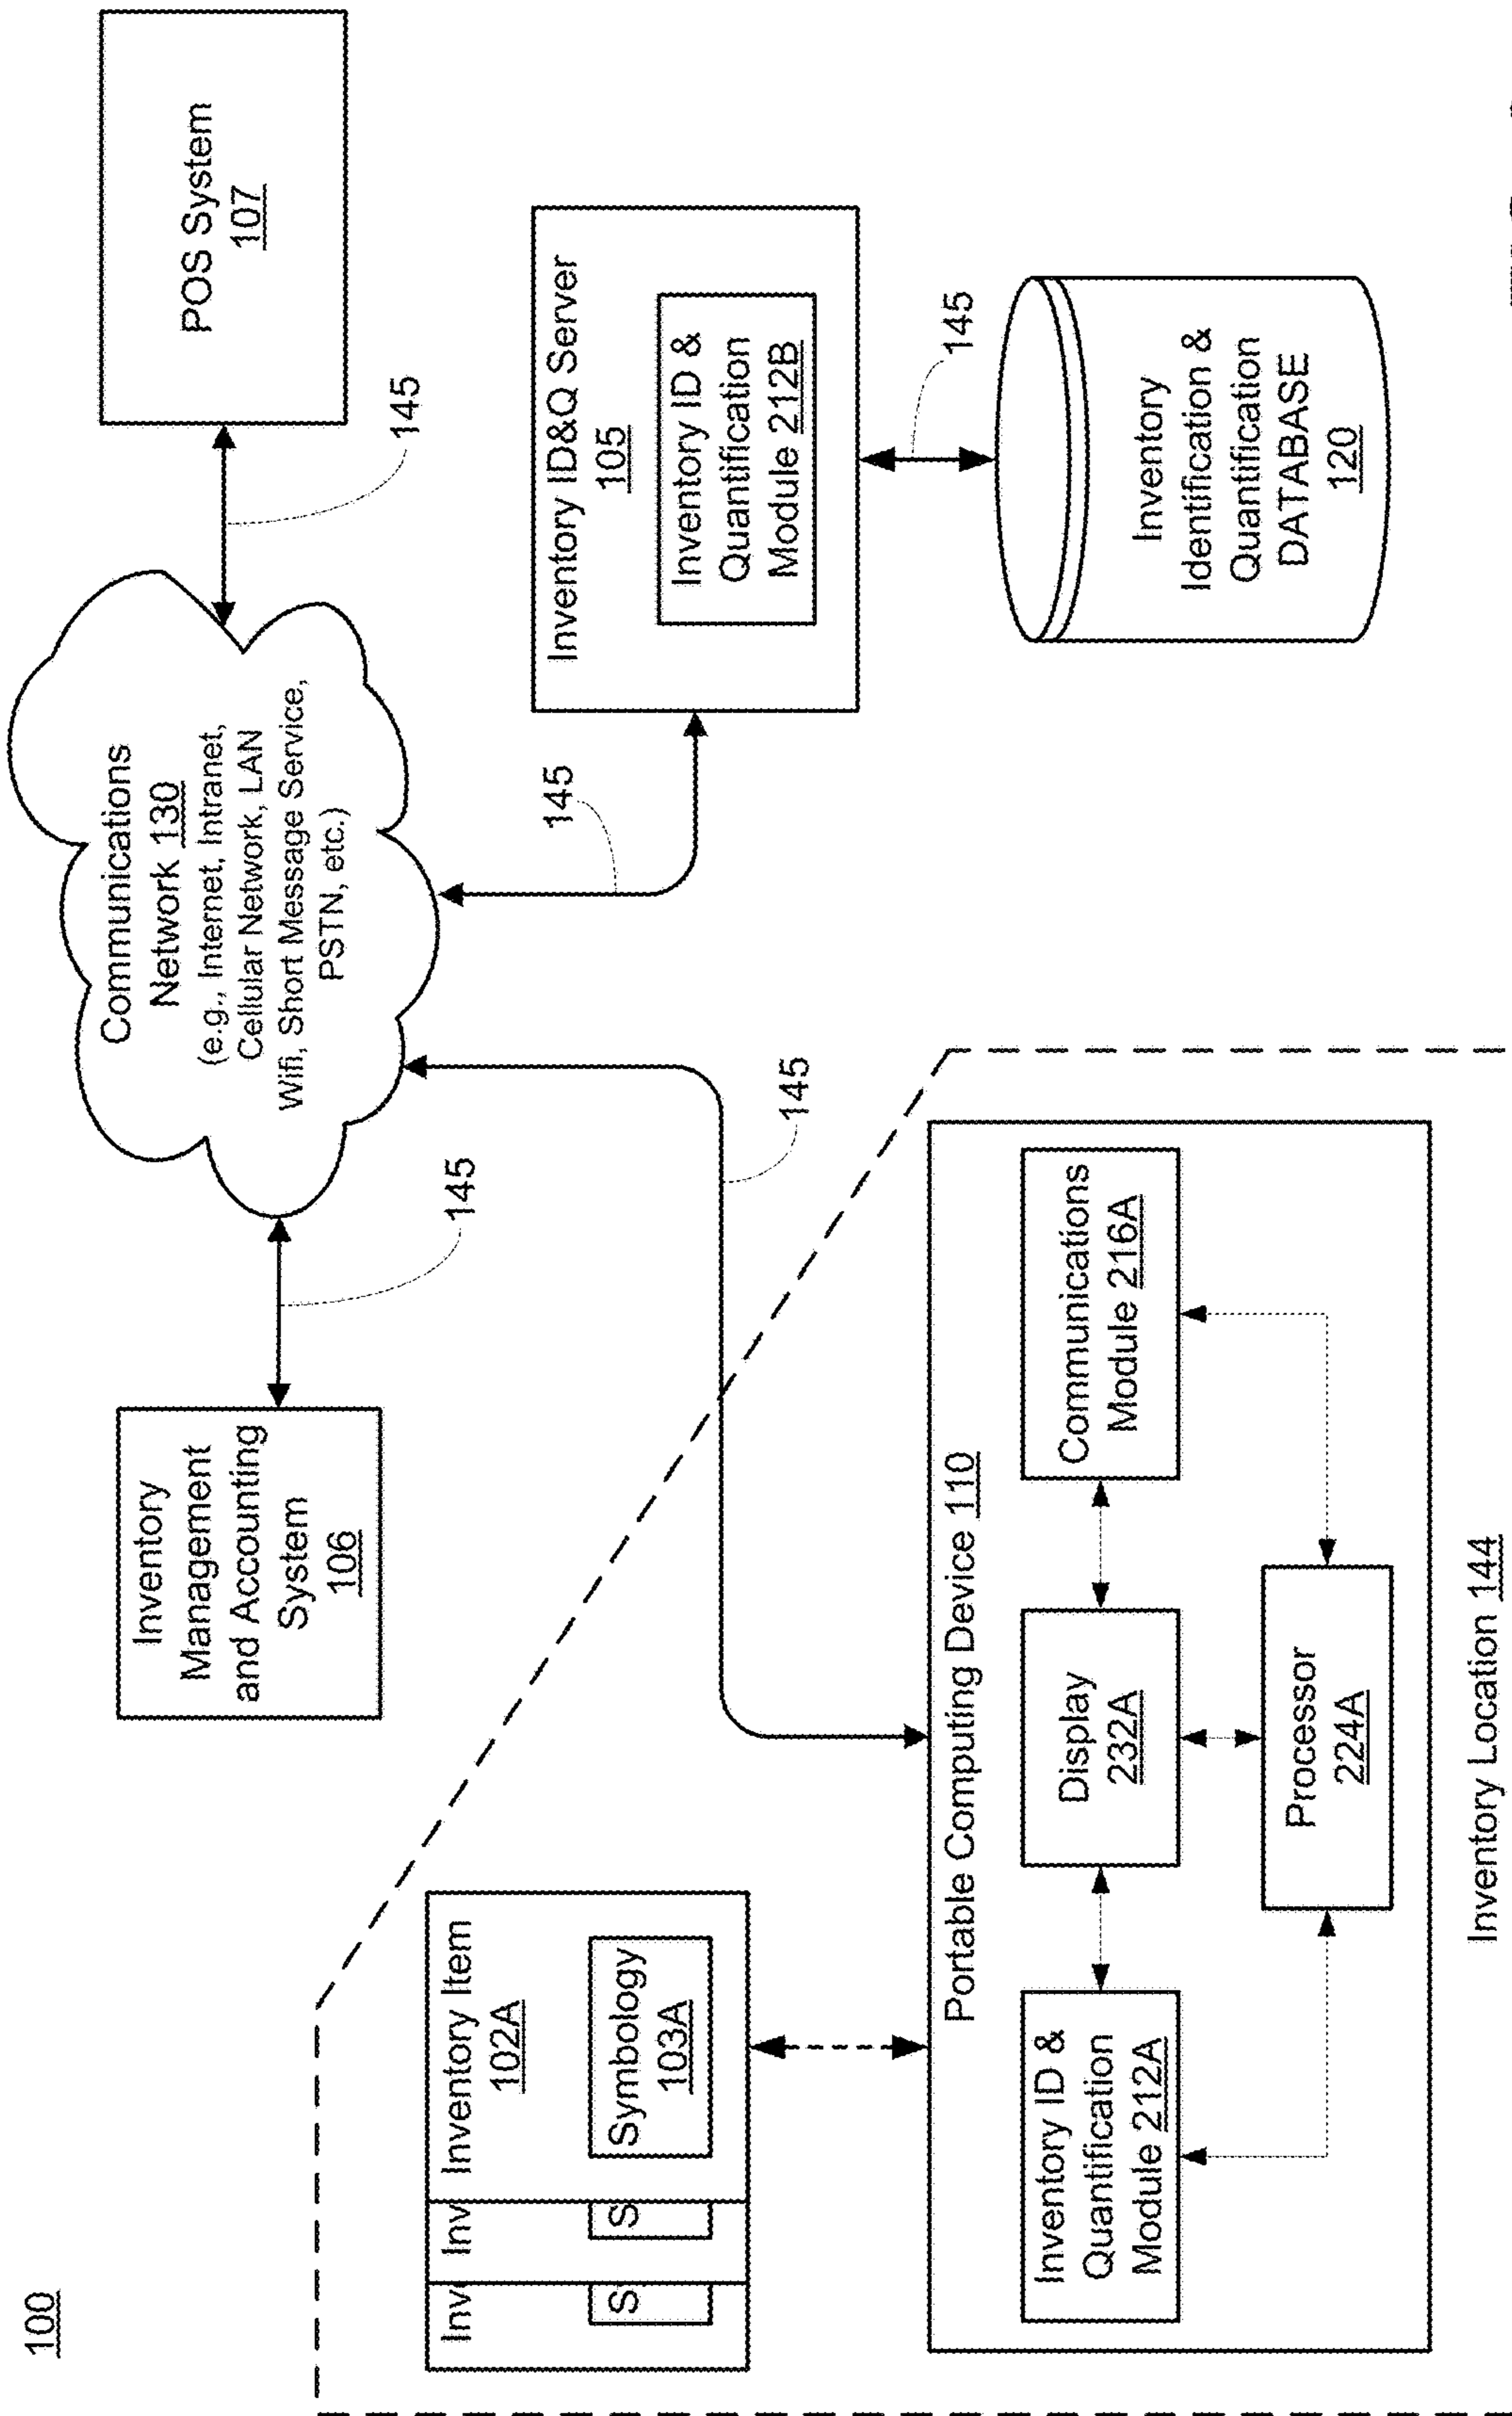 100
Inventory
Management
and Accounting
System
106
145
Communications
Network 130
(e.g., Internet, Intranet,
Cellular Network, LAN
Wifi, Short Message Service,
PSTN, etc.)
145
POS System
107
145
145
Inventory ID&Q Server
105
Inventory ID &
Quantification
Module 212B
145
Inventory
Identification &
Quantification
DATABASE
120
Inv
S
Inv
S
Inventory Item
102A
Symbology
103A
Portable Computing Device 110
Inventory ID &
Quantification
Module 212A
Display
232A
Communications
Module 216A
Processor
224A
Inventory Location 144